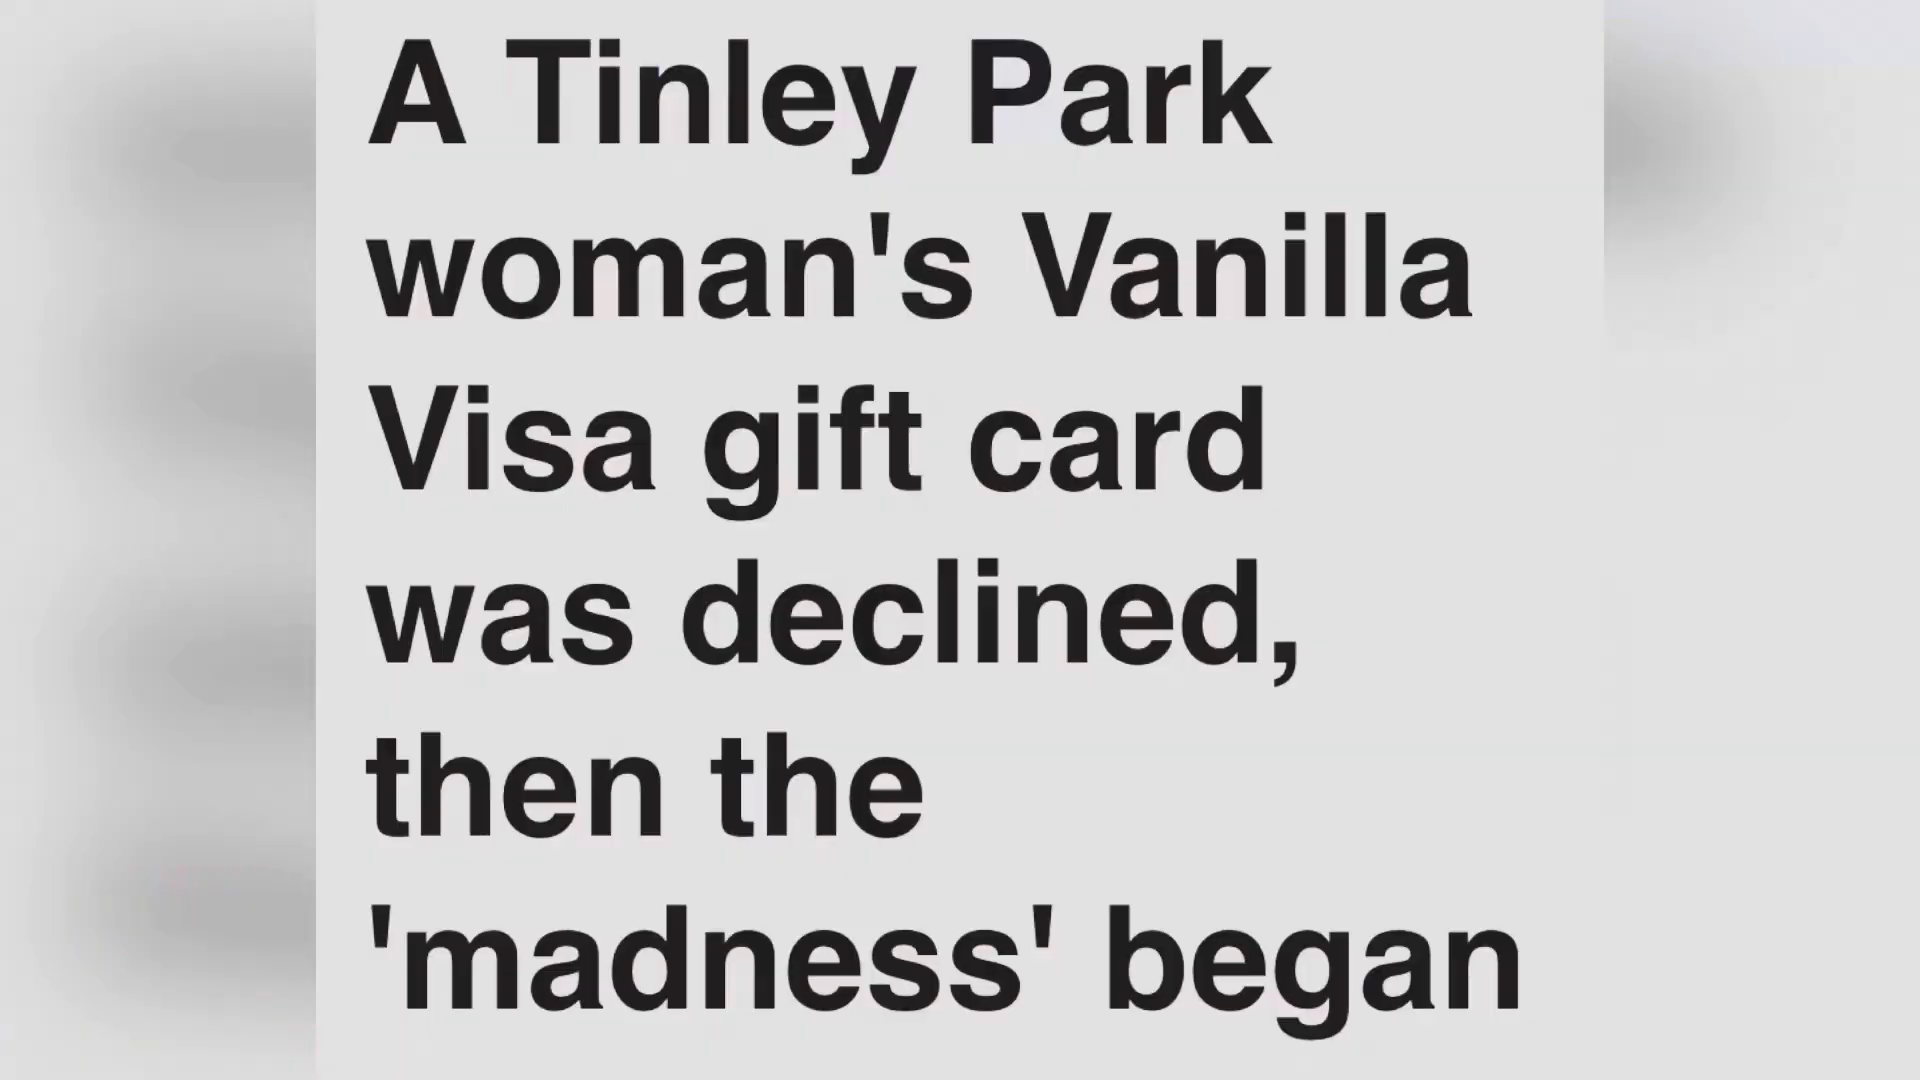 A Tinley Park
woman's Vanilla
Visa gift card
was declined,
then the
'madness' began